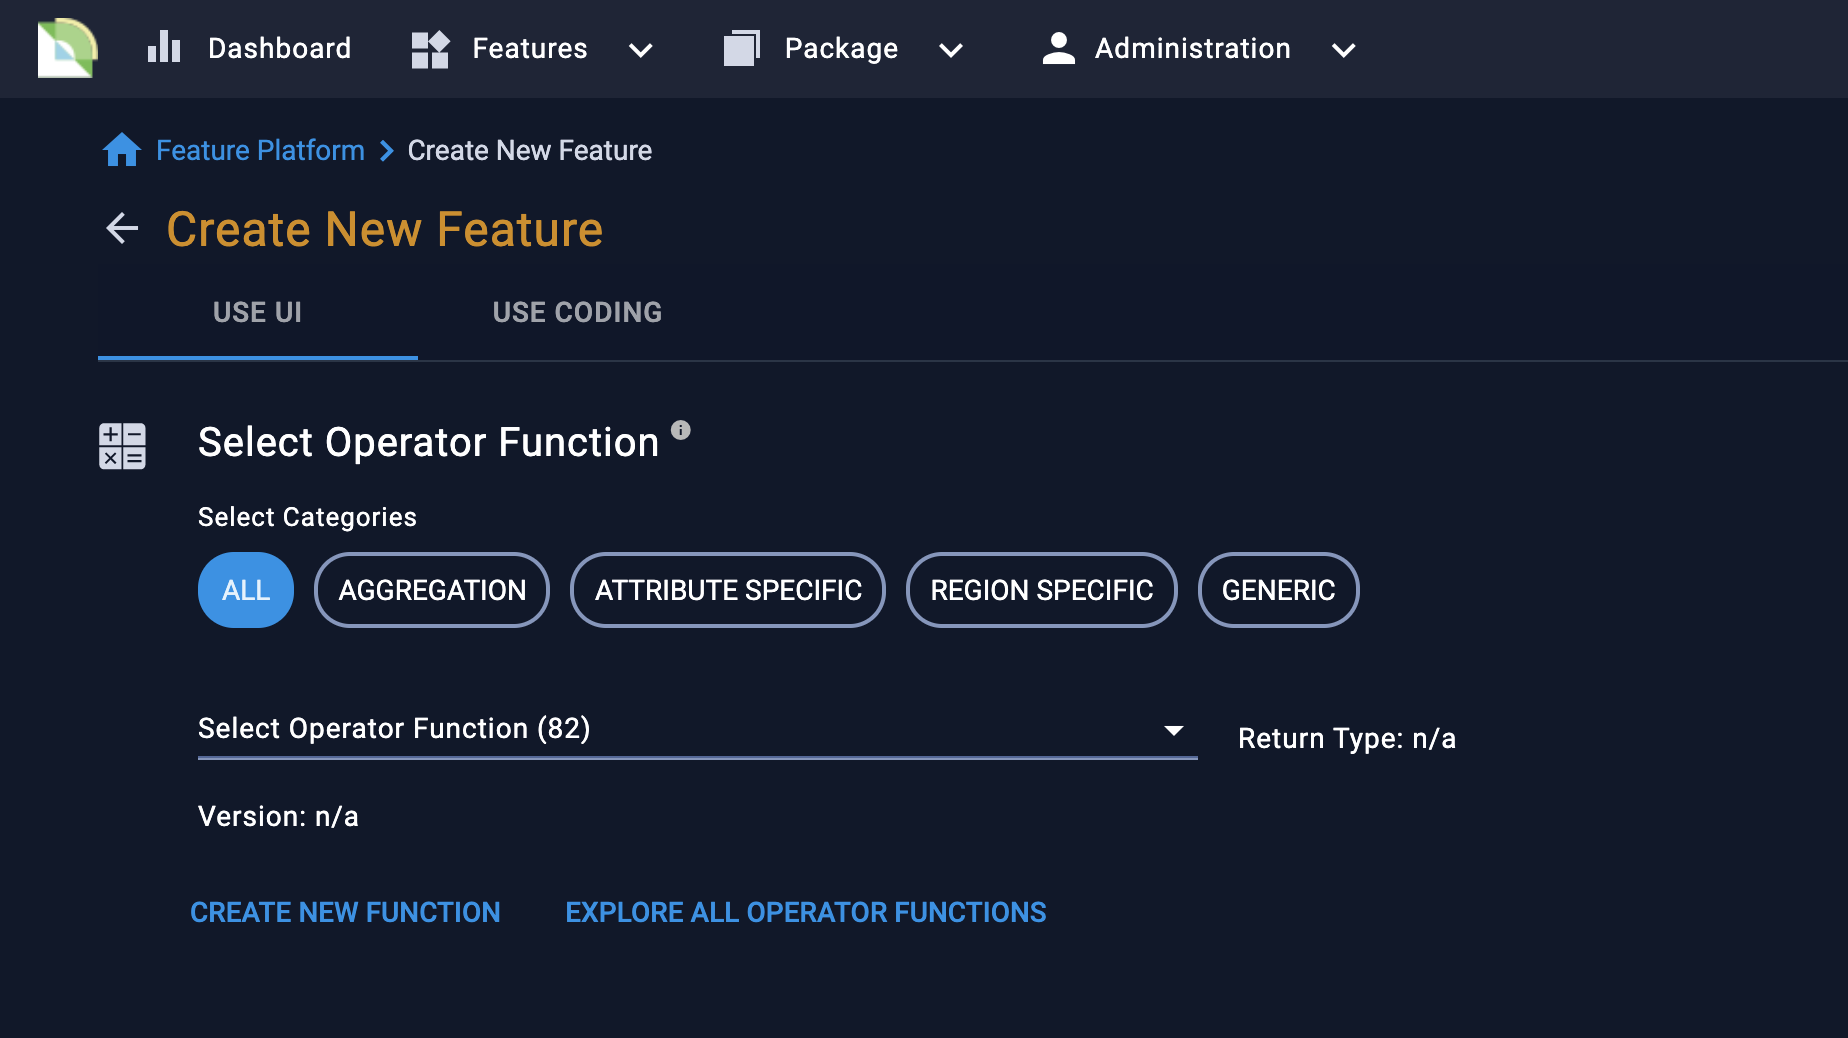 Dashboard Features Package Administration
Feature Platform > Create New Feature
Create New Feature
USE UI USE CODING
Select Operator Function
Select Categories
ALL AGGREGATION ATTRIBUTE SPECIFIC REGION SPECIFIC GENERIC
Select Operator Function (82) Return Type: n/a
Version: n/a
CREATE NEW FUNCTION EXPLORE ALL OPERATOR FUNCTIONS